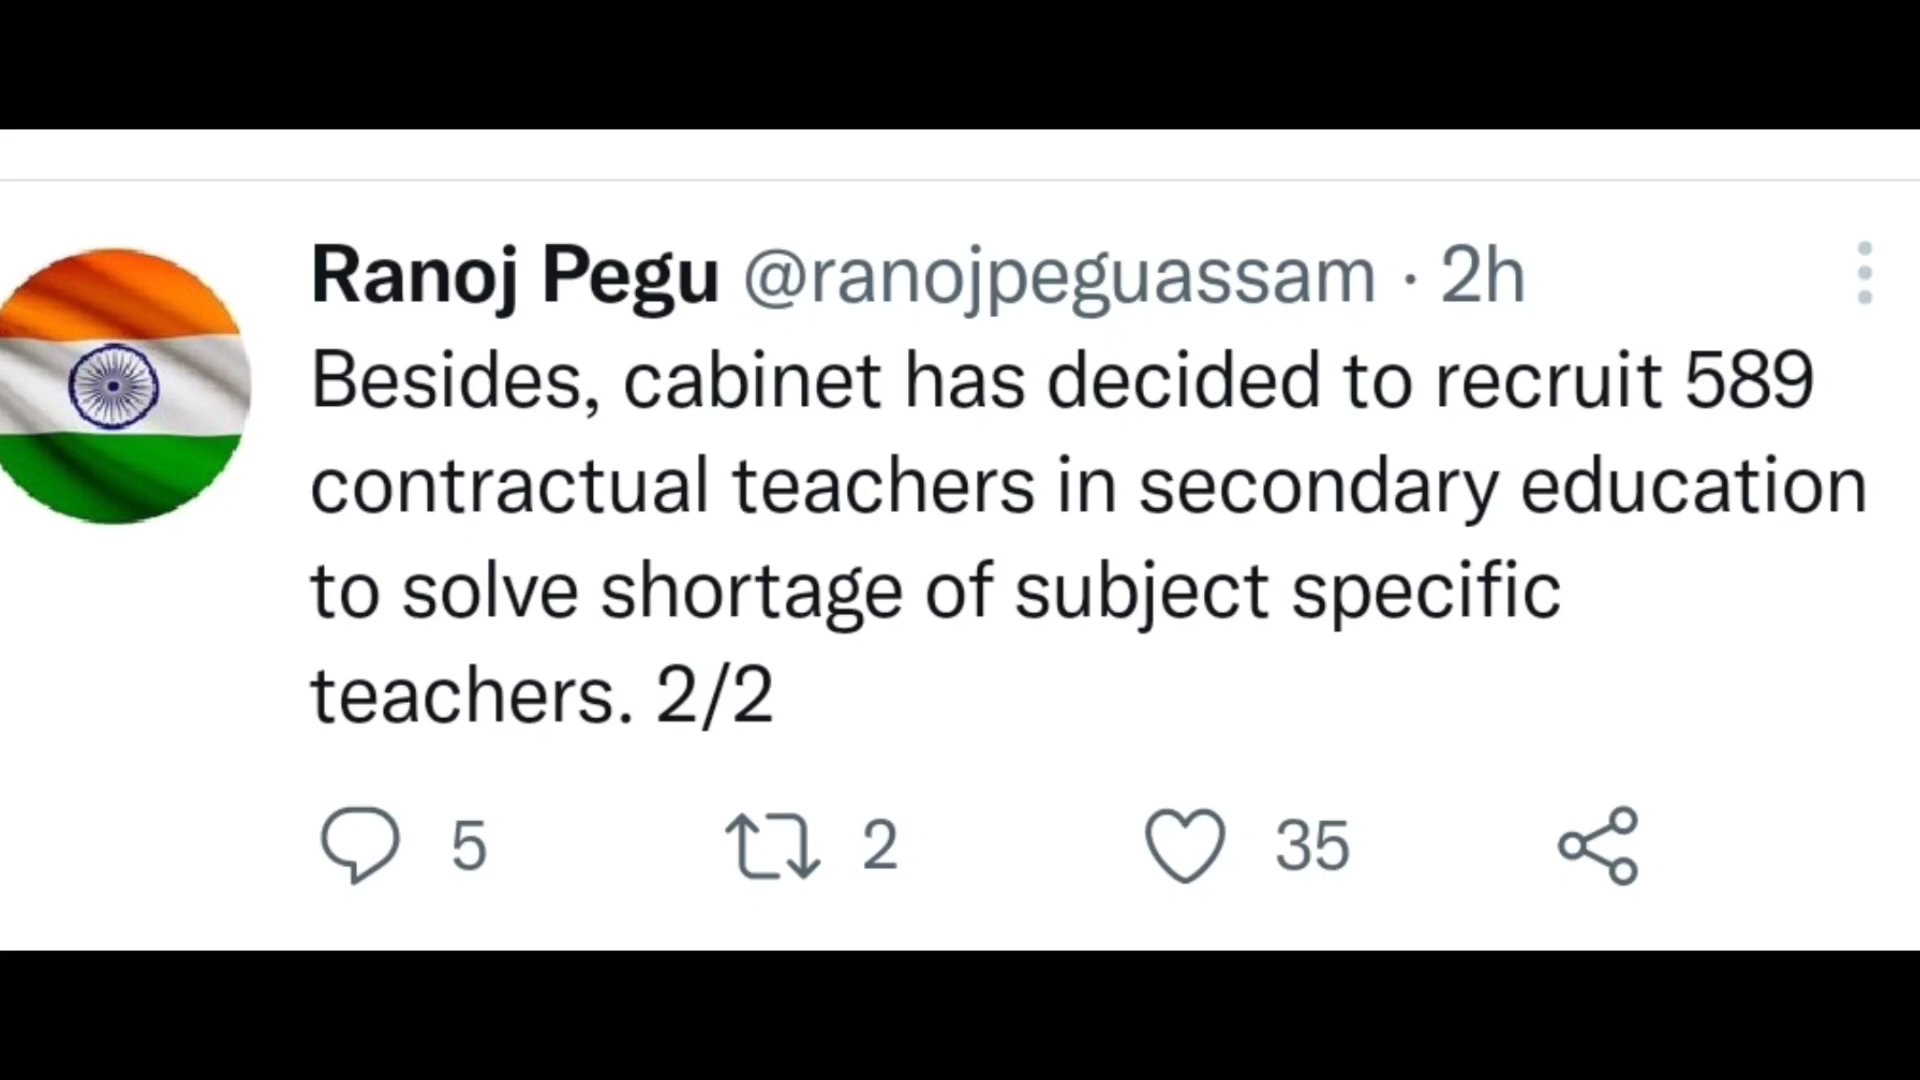 Ranoj Pegu @ranojpeguassam · 2h
Besides, cabinet has decided to recruit 589
contractual teachers in secondary education
to solve shortage of subject specific
teachers. 2/2
5 2 35